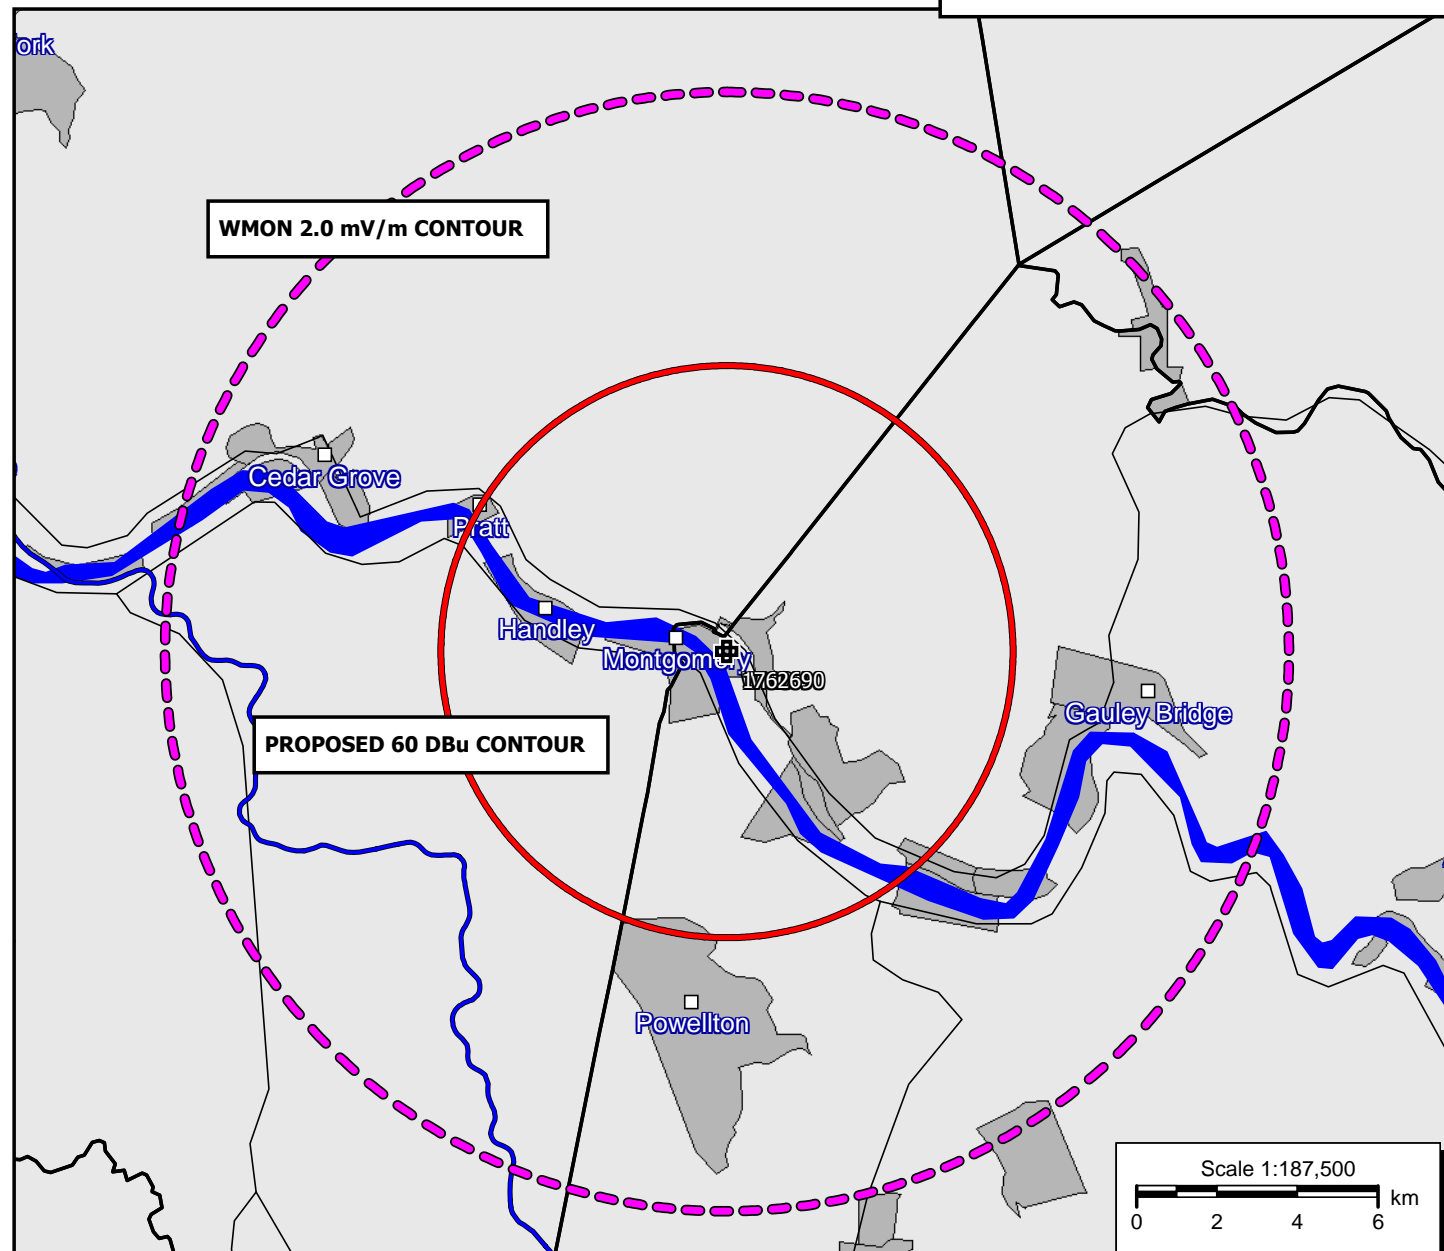 ork
WMON 2.0 mV/m CONTOUR
Cedar Grove
Pratt
Handley
Montgomery
Gauley Bridge
PROPOSED 60 DBu CONTOUR
Powellton
Scale 1:187,500
km
0 2 4 6